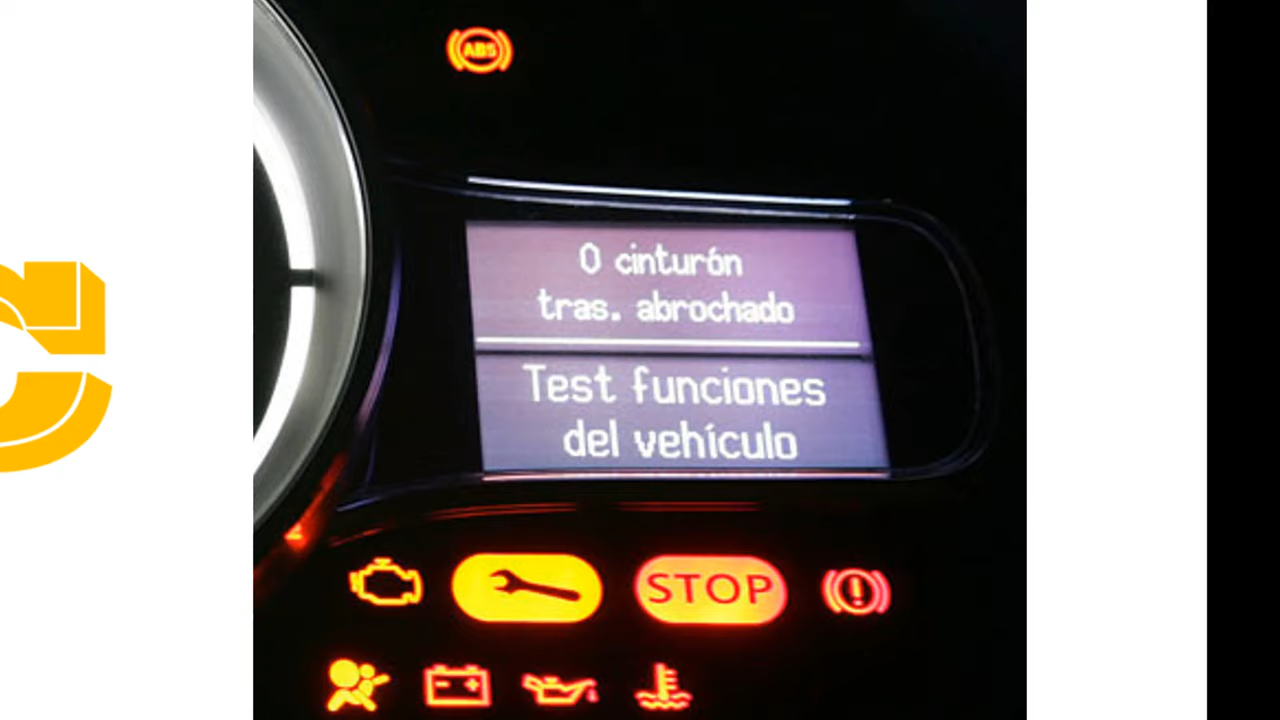 ABS
0 cinturón
tras. abrochado
Test funciones
del vehículo
STOP